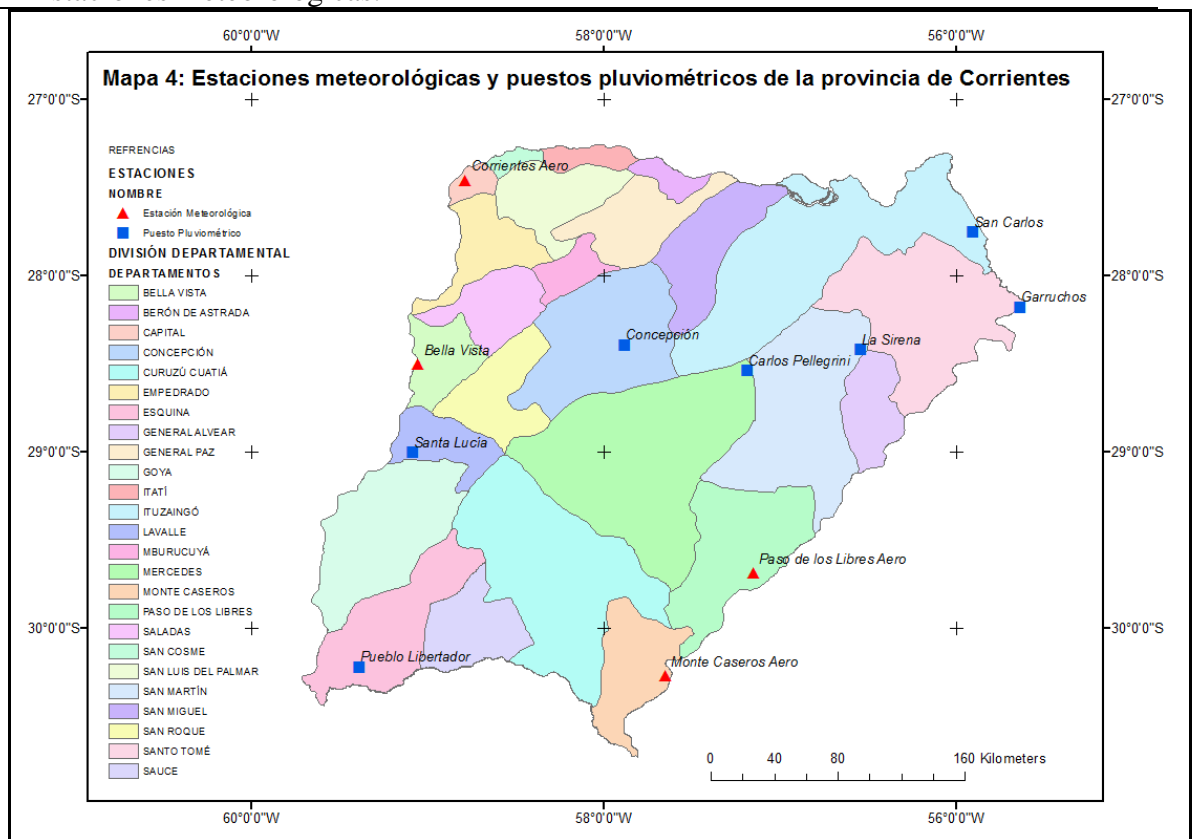 60°0'0"W 58°0'0"W 56°0'0"W
Mapa 4: Estaciones meteorológicas y puestos pluviométricos de la provincia de Corrientes
27°0'0"S 27°0'0"S
REFRENCIAS
ESTACIONES
NOMBRE
Estación Meteorológica
Puesto Pluviométrico
DIVISIÓN DEPARTAMENTAL
DEPARTAMENTOS
BELLA VISTA
BERÓN DE ASTRADA
CAPITAL
CONCEPCIÓN
CURUZÚ CUATIÁ
EMPEDRADO
ESQUINA
GENERAL ALVEAR
GENERAL PAZ
GOYA
ITATÍ
ITUZAINGÓ
LAVALLE
MBURUCUYÁ
MERCEDES
MONTE CASEROS
PASO DE LOS LIBRES
SALADAS
SAN COSME
SAN LUIS DEL PALMAR
SAN MARTÍN
SAN MIGUEL
SAN ROQUE
SANTO TOMÉ
SAUCE
Corrientes Aero
San Carlos
28°0'0"S 28°0'0"S
Garruchos
Concepción
La Sirena
Bella Vista
Carlos Pellegrini
Santa Lucía
29°0'0"S 29°0'0"S
Paso de los Libres Aero
30°0'0"S 30°0'0"S
Pueblo Libertador
Monte Caseros Aero
0 40 80 160 Kilometers
60°0'0"W 58°0'0"W 56°0'0"W